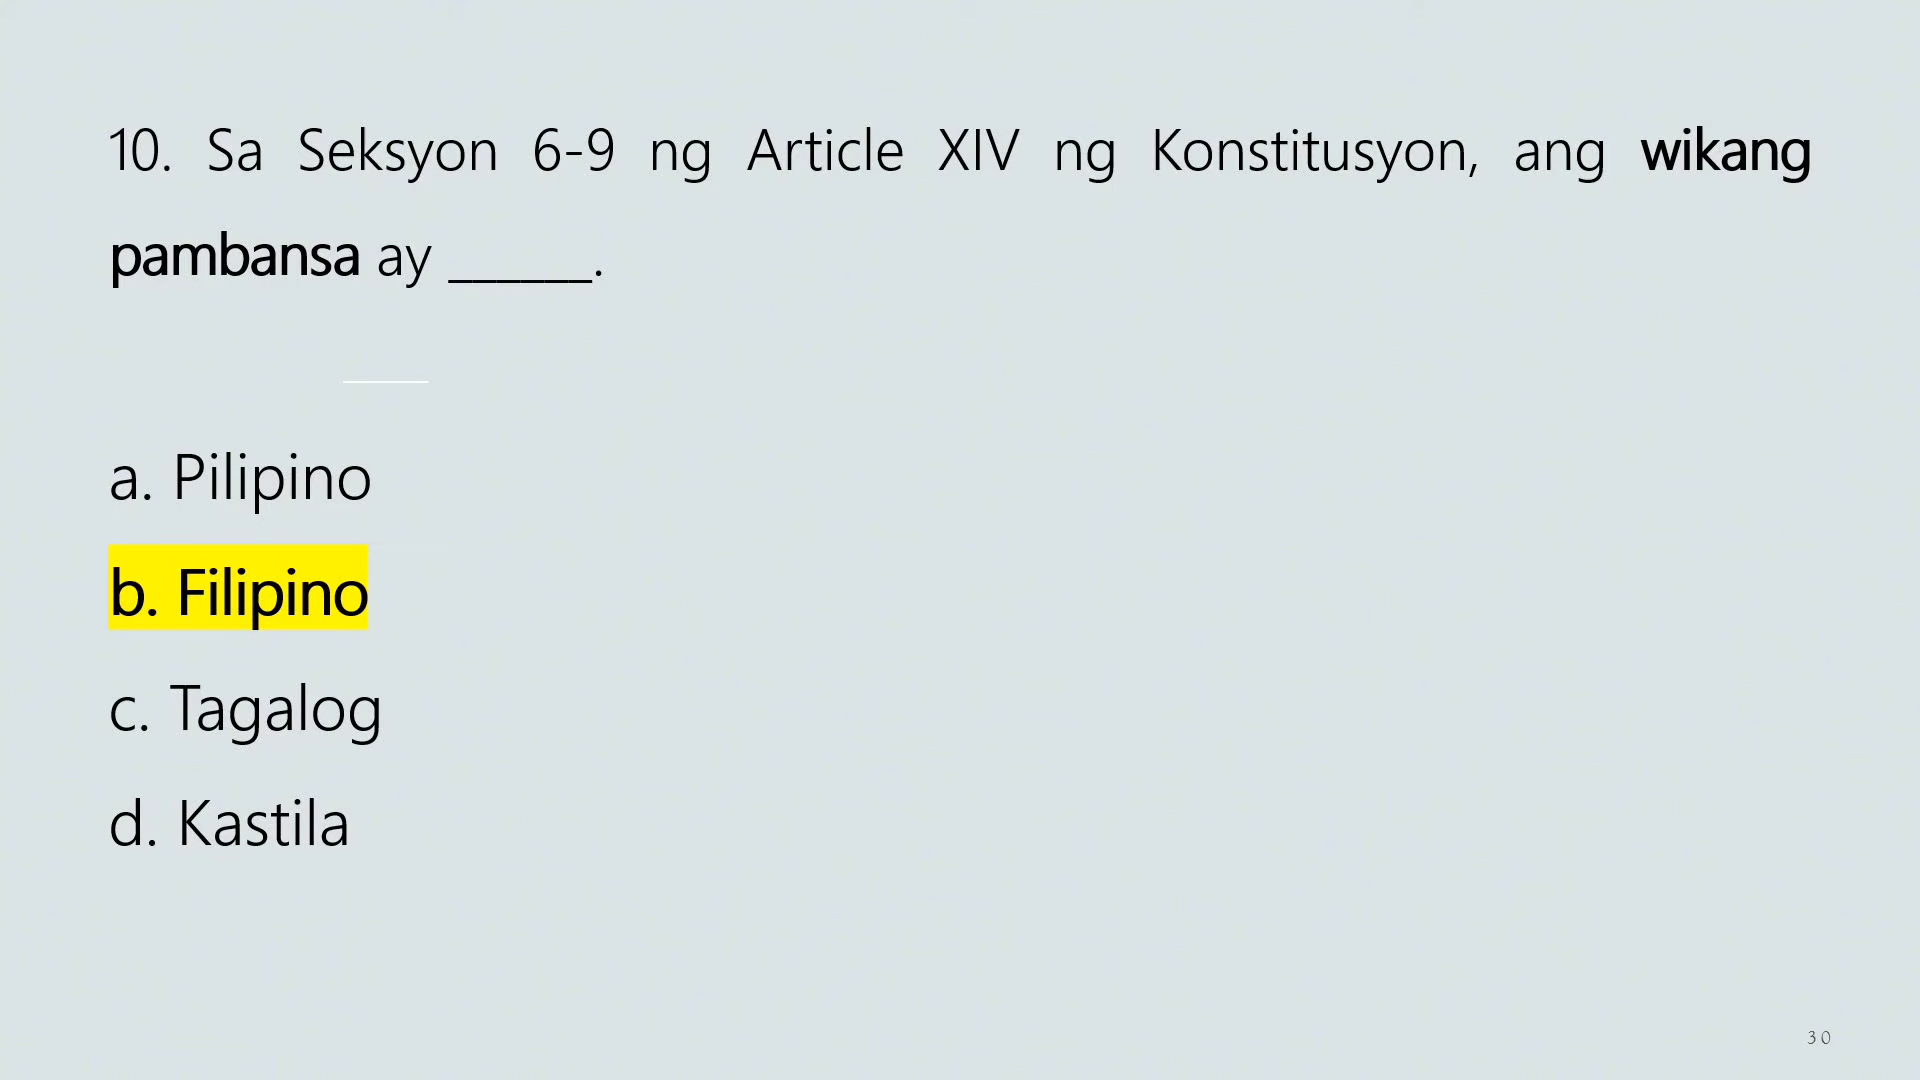 10. Sa Seksyon 6-9 ng Article XIV ng Konstitusyon, ang wikang
pambansa ay ______.
a. Pilipino
b. Filipino
c. Tagalog
d. Kastila
30